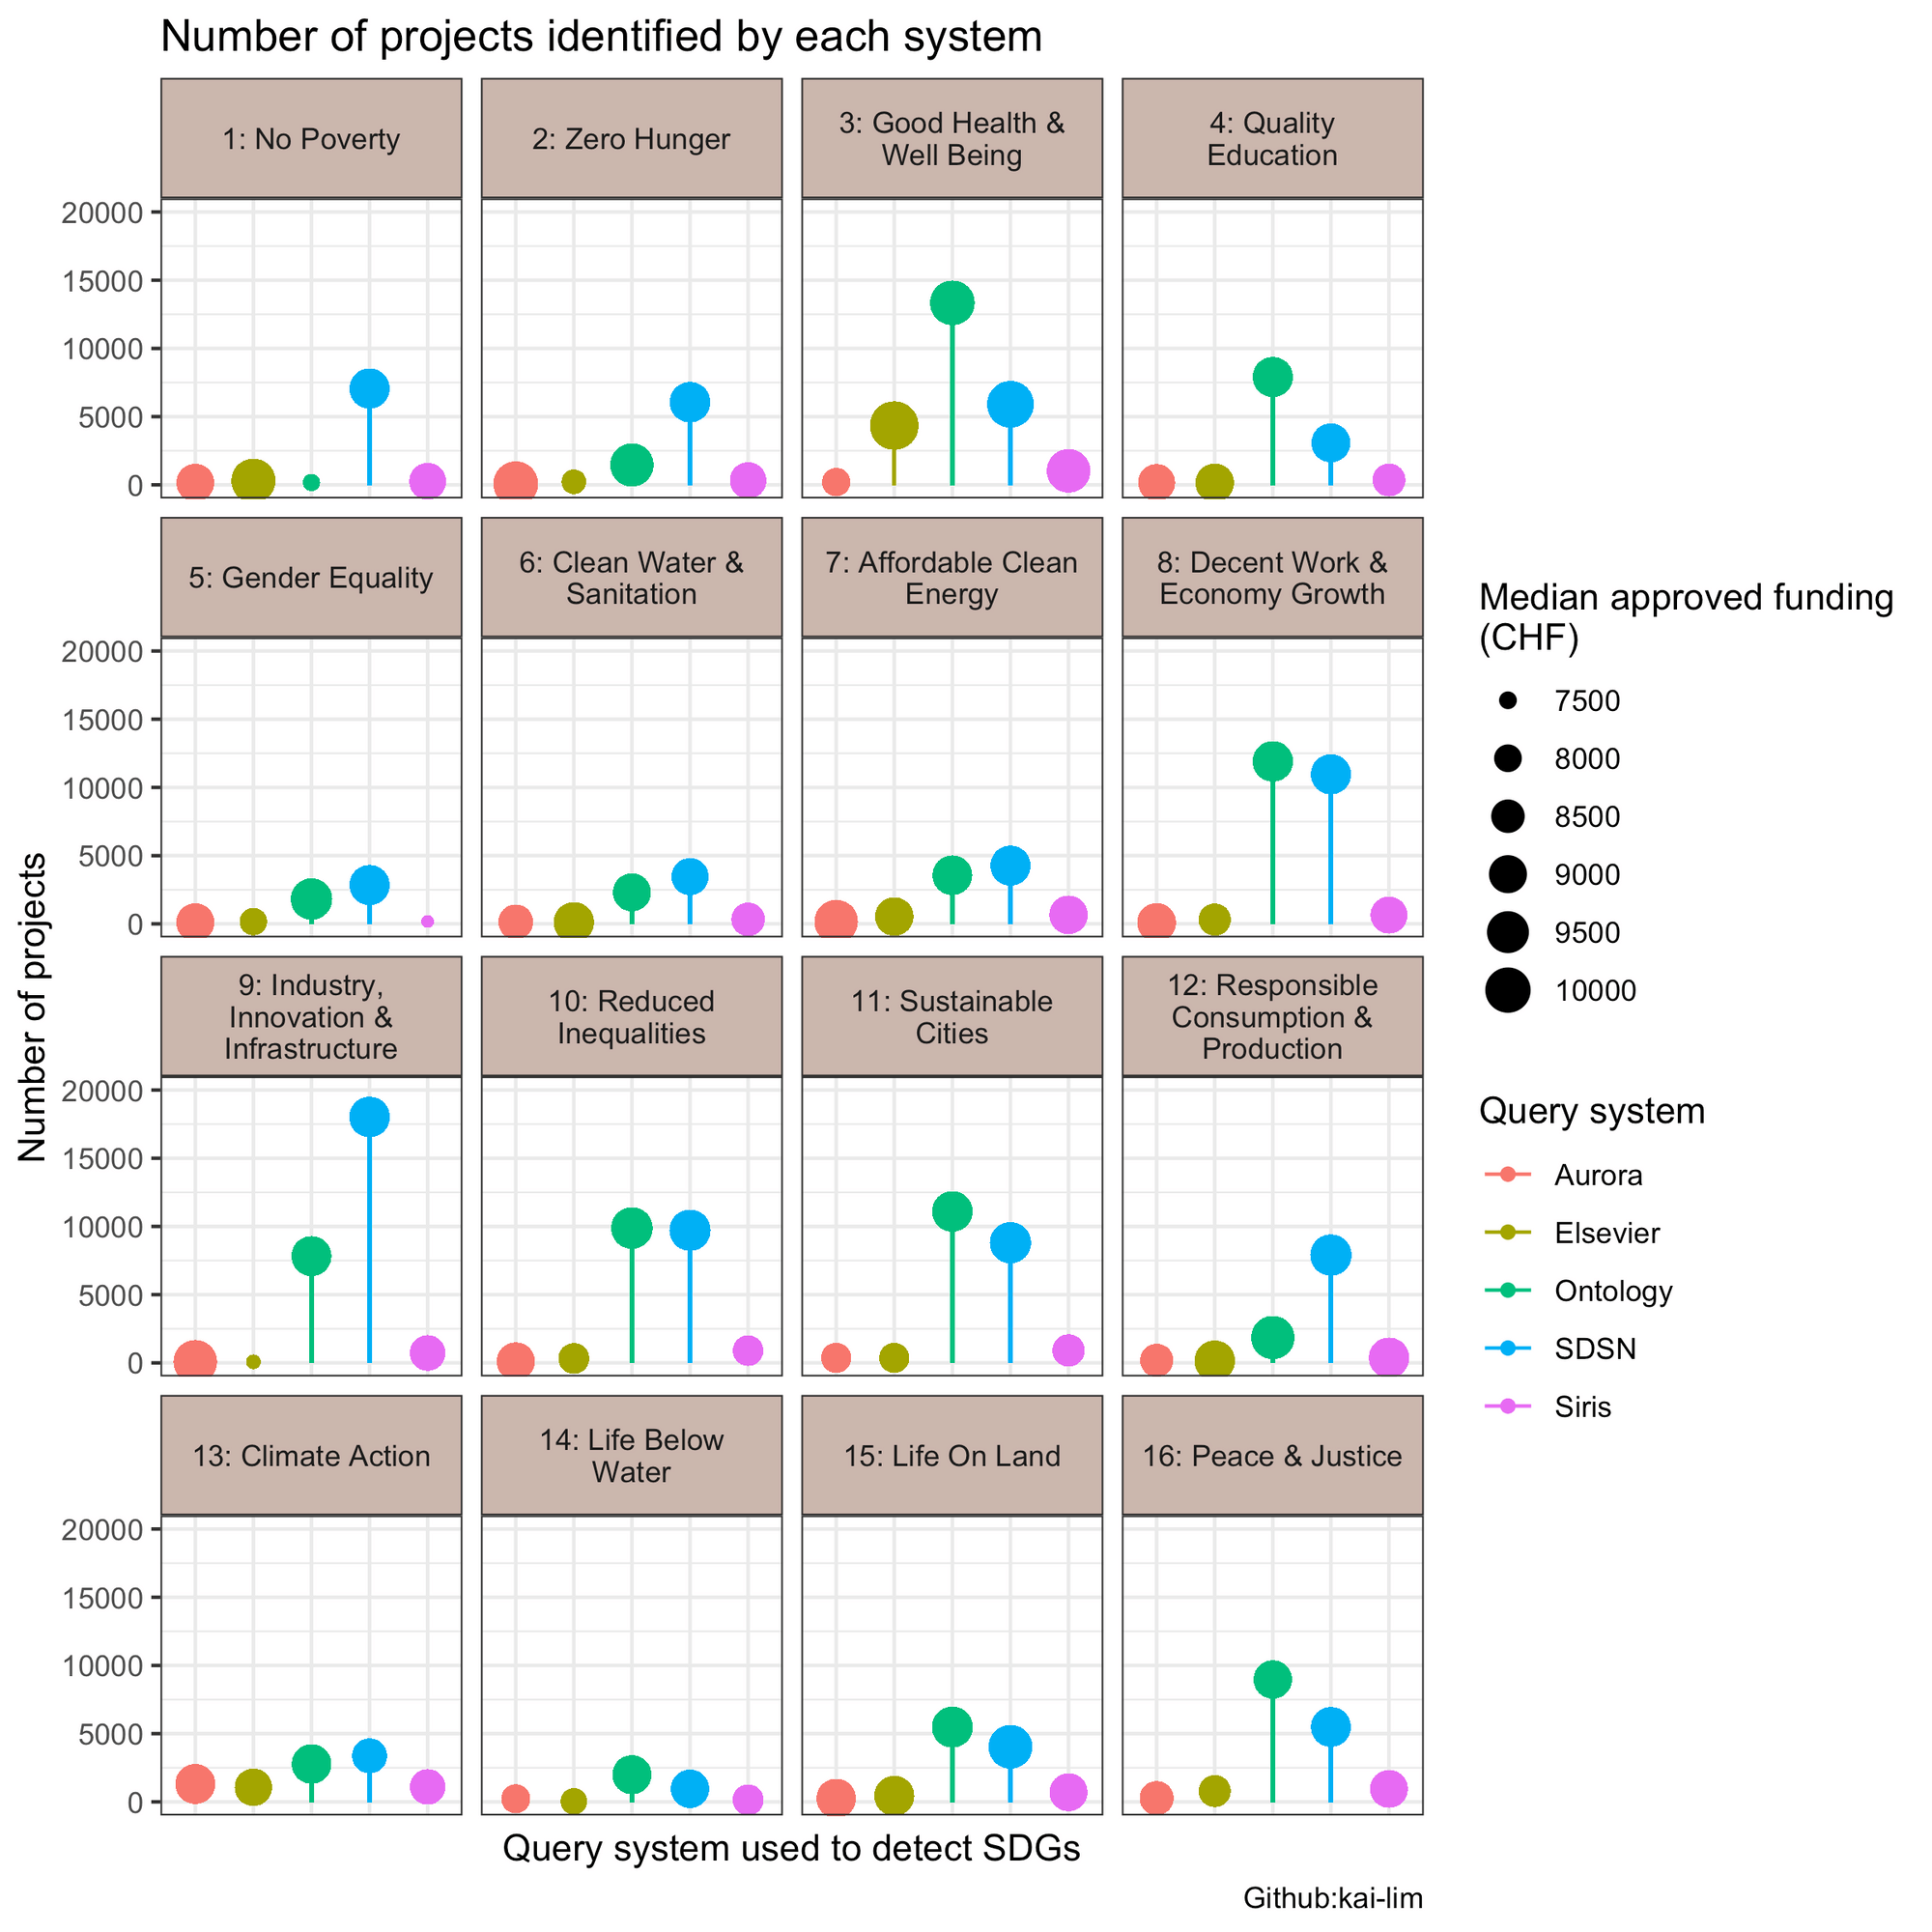 Number of projects identified by each system
1: No Poverty
2: Zero Hunger
3: Good Health &
Well Being
4: Quality
Education
20000
15000
10000
5000
0
5: Gender Equality
6: Clean Water &
Sanitation
7: Affordable Clean
Energy
8: Decent Work &
Economy Growth
20000
15000
10000
5000
0
9: Industry,
Innovation &
Infrastructure
10: Reduced
Inequalities
11: Sustainable
Cities
12: Responsible
Consumption &
Production
20000
15000
10000
5000
0
13: Climate Action
14: Life Below
Water
15: Life On Land
16: Peace & Justice
20000
15000
10000
5000
0
Number of projects
Query system used to detect SDGs
Median approved funding
(CHF)
7500
8000
8500
9000
9500
10000
Query system
Aurora
Elsevier
Ontology
SDSN
Siris
Github:kai-lim